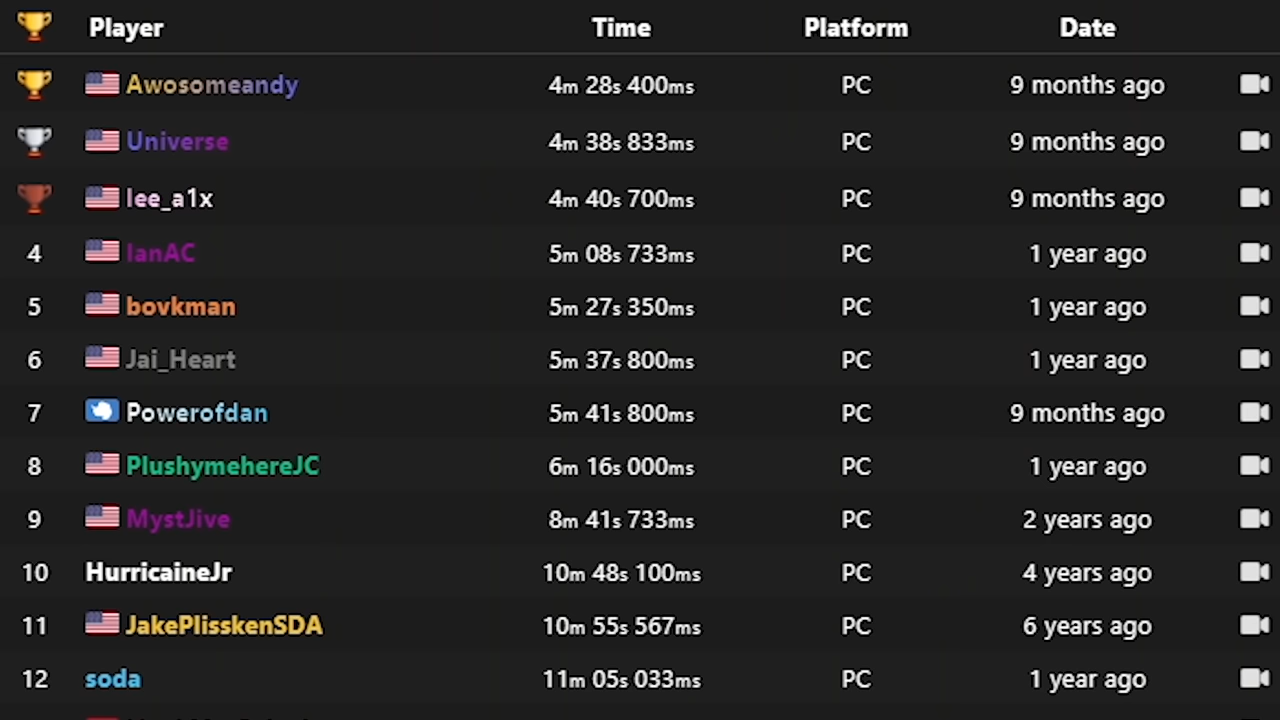 Player Time Platform Date
Awosomeandy 4m 28s 400ms PC 9 months ago
Universe 4m 38s 833ms PC 9 months ago
lee_a1x 4m 40s 700ms PC 9 months ago
4 IanAC 5m 08s 733ms PC 1 year ago
5 bovkman 5m 27s 350ms PC 1 year ago
6 Jai_Heart 5m 37s 800ms PC 1 year ago
7 Powerofdan 5m 41s 800ms PC 9 months ago
8 PlushymehereJC 6m 16s 000ms PC 1 year ago
9 MystJive 8m 41s 733ms PC 2 years ago
10 HurricaineJr 10m 48s 100ms PC 4 years ago
11 JakePlisskenSDA 10m 55s 567ms PC 6 years ago
12 soda 11m 05s 033ms PC 1 year ago